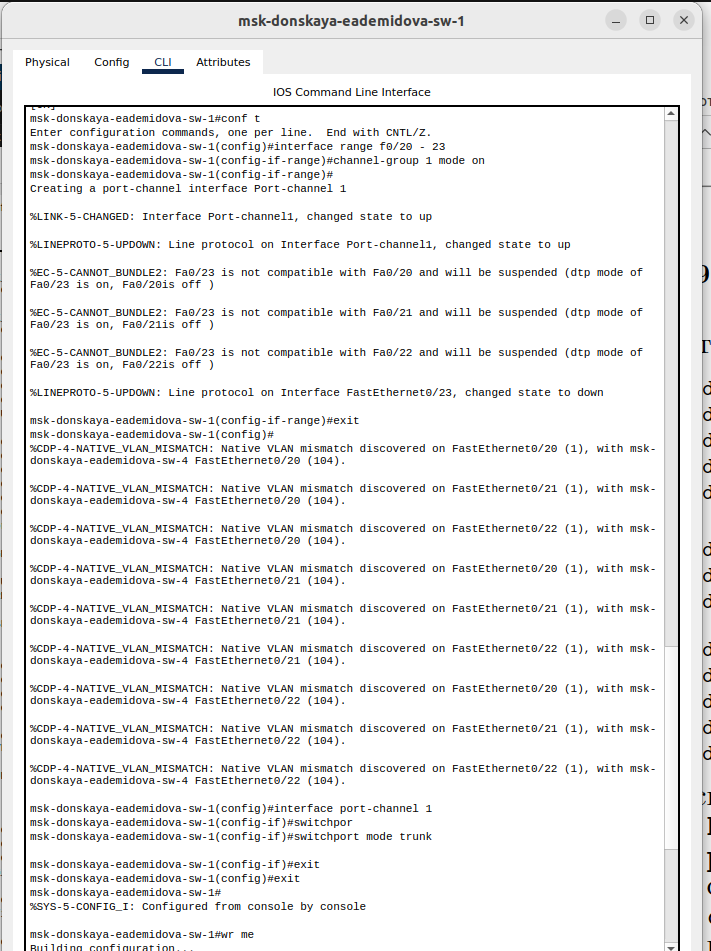 msk-donskaya-eademidova-sw-1
Physical Config CLI Attributes
IOS Command Line Interface
msk-donskaya-eademidova-sw-1#conf t
Enter configuration commands, one per line.  End with CNTL/Z.
msk-donskaya-eademidova-sw-1(config)#interface range f0/20 - 23
msk-donskaya-eademidova-sw-1(config-if-range)#channel-group 1 mode on
msk-donskaya-eademidova-sw-1(config-if-range)#
Creating a port-channel interface Port-channel 1
%LINK-5-CHANGED: Interface Port-channel1, changed state to up
%LINEPROTO-5-UPDOWN: Line protocol on Interface Port-channel1, changed state to up
%EC-5-CANNOT_BUNDLE2: Fa0/23 is not compatible with Fa0/20 and will be suspended (dtp mode of
Fa0/23 is on, Fa0/20is off )
%EC-5-CANNOT_BUNDLE2: Fa0/23 is not compatible with Fa0/21 and will be suspended (dtp mode of
Fa0/23 is on, Fa0/21is off )
%EC-5-CANNOT_BUNDLE2: Fa0/23 is not compatible with Fa0/22 and will be suspended (dtp mode of
Fa0/23 is on, Fa0/22is off )
%LINEPROTO-5-UPDOWN: Line protocol on Interface FastEthernet0/23, changed state to down
msk-donskaya-eademidova-sw-1(config-if-range)#exit
msk-donskaya-eademidova-sw-1(config)#
%CDP-4-NATIVE_VLAN_MISMATCH: Native VLAN mismatch discovered on FastEthernet0/20 (1), with msk-
donskaya-eademidova-sw-4 FastEthernet0/20 (104).
%CDP-4-NATIVE_VLAN_MISMATCH: Native VLAN mismatch discovered on FastEthernet0/21 (1), with msk-
donskaya-eademidova-sw-4 FastEthernet0/20 (104).
%CDP-4-NATIVE_VLAN_MISMATCH: Native VLAN mismatch discovered on FastEthernet0/22 (1), with msk-
donskaya-eademidova-sw-4 FastEthernet0/20 (104).
%CDP-4-NATIVE_VLAN_MISMATCH: Native VLAN mismatch discovered on FastEthernet0/20 (1), with msk-
donskaya-eademidova-sw-4 FastEthernet0/21 (104).
%CDP-4-NATIVE_VLAN_MISMATCH: Native VLAN mismatch discovered on FastEthernet0/21 (1), with msk-
donskaya-eademidova-sw-4 FastEthernet0/21 (104).
%CDP-4-NATIVE_VLAN_MISMATCH: Native VLAN mismatch discovered on FastEthernet0/22 (1), with msk-
donskaya-eademidova-sw-4 FastEthernet0/21 (104).
%CDP-4-NATIVE_VLAN_MISMATCH: Native VLAN mismatch discovered on FastEthernet0/20 (1), with msk-
donskaya-eademidova-sw-4 FastEthernet0/22 (104).
%CDP-4-NATIVE_VLAN_MISMATCH: Native VLAN mismatch discovered on FastEthernet0/21 (1), with msk-
donskaya-eademidova-sw-4 FastEthernet0/22 (104).
%CDP-4-NATIVE_VLAN_MISMATCH: Native VLAN mismatch discovered on FastEthernet0/22 (1), with msk-
donskaya-eademidova-sw-4 FastEthernet0/22 (104).
msk-donskaya-eademidova-sw-1(config)#interface port-channel 1
msk-donskaya-eademidova-sw-1(config-if)#switchpor
msk-donskaya-eademidova-sw-1(config-if)#switchport mode trunk
msk-donskaya-eademidova-sw-1(config-if)#exit
msk-donskaya-eademidova-sw-1(config)#exit
msk-donskaya-eademidova-sw-1#
%SYS-5-CONFIG_I: Configured from console by console
msk-donskaya-eademidova-sw-1#wr me
Building configuration...